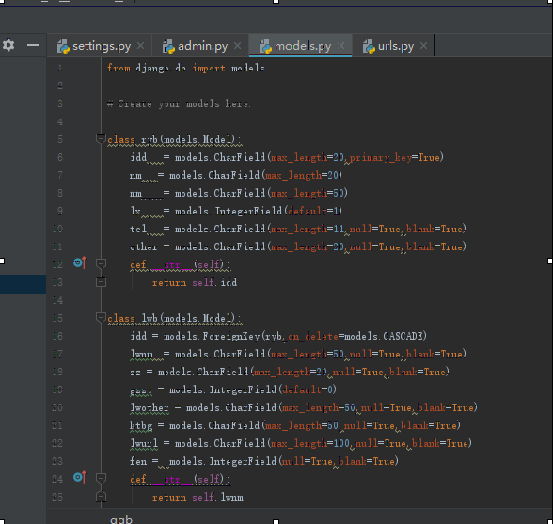 settings.py × admin.py × models.py × urls.py ×
1 from django.db import models
2
3 # Create your models here.
4
5 class ryb(models.Model):
6 idd = models.CharField(max_length=20,primary_key=True)
7 = models.CharField(max_length=200)
8 = models.CharField(max_length=50)
9 lx = models.IntegerField(default=10)
10 tel = models.CharField(max_length=11,null=True,blank=True)
11 other = models.CharField(max_length=20,null=True,blank=True)
12 def __str__(self):
13 return self.idd
14
15 class lwb(models.Model):
16 idd = models.ForeignKey(ryb,on_delete=models.CASCADE)
17 lwnm = models.CharField(max_length=50,null=True,blank=True)
18 = models.CharField(max_length=20,null=True,blank=True)
19 = models.IntegerField(default=0)
20 lwother = models.CharField(max_length=50,null=True,blank=True)
21 ktbg = models.CharField(max_length=50,null=True,blank=True)
22 lwurl = models.CharField(max_length=100,null=True,blank=True)
23 fen = models.IntegerField(null=True,blank=True)
24 def __str__(self):
25 return self.lwnm